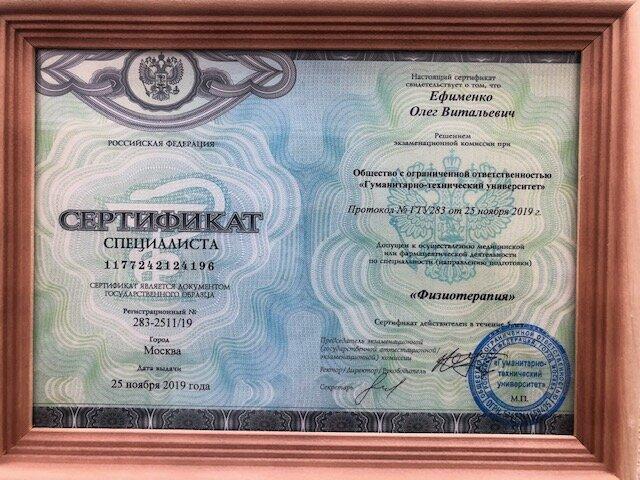 РОССИЙСКАЯ ФЕДЕРАЦИЯ
СЕРТИФИКАТ
СПЕЦИАЛИСТА
1177242124196
СЕРТИФИКАТ ЯВЛЯЕТСЯ ДОКУМЕНТОМ
ГОСУДАРСТВЕННОГО ОБРАЗЦА
Регистрационный №
283-2511/19
Город
Москва
Дата выдачи
25 ноября 2019 года
Настоящий сертификат
свидетельствует о том, что
Ефименко
Олег Витальевич
Решением
экзаменационной комиссии при
Общество с ограниченной ответственностью
«Гуманитарно-технический университет»
Протокол № ГТУ283 от 25 ноября 2019 г.
Допущен к осуществлению медицинской
или фармацевтической деятельности
по специальности (направлению подготовки)
«Физиотерапия»
Сертификат действителен в течение 5 лет
Председатель экзаменационной
(государственной аттестационной/
экзаменационной) комиссии
Ректор/Директор/Руководитель
Секретарь
«Гуманитарно-
технический
университет»
М.П.